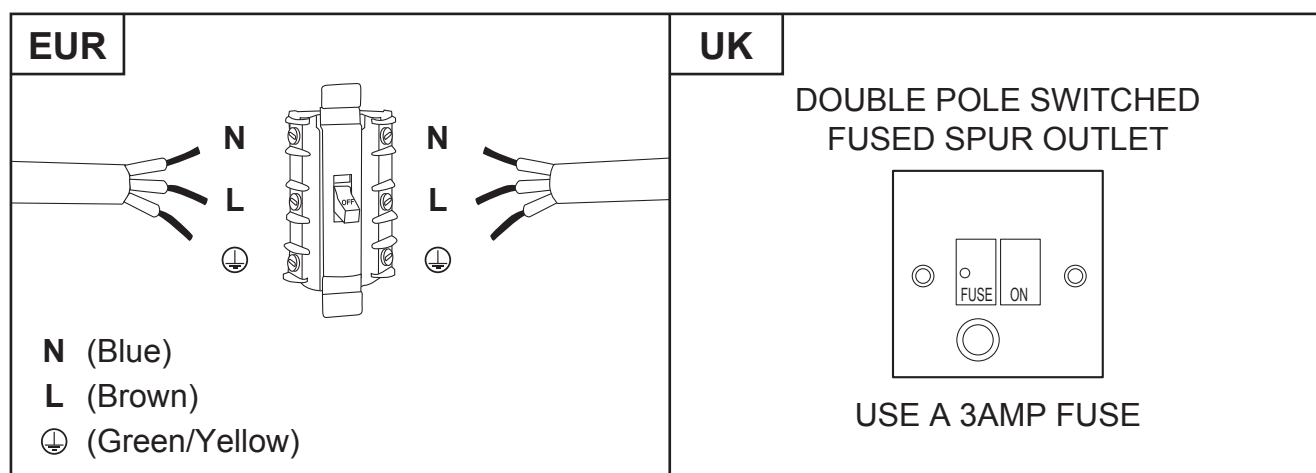 EUR
N
L
N
L
OFF
N (Blue)
L (Brown)
⏚ (Green/Yellow)
UK
DOUBLE POLE SWITCHED
FUSED SPUR OUTLET
FUSE ON
USE A 3AMP FUSE